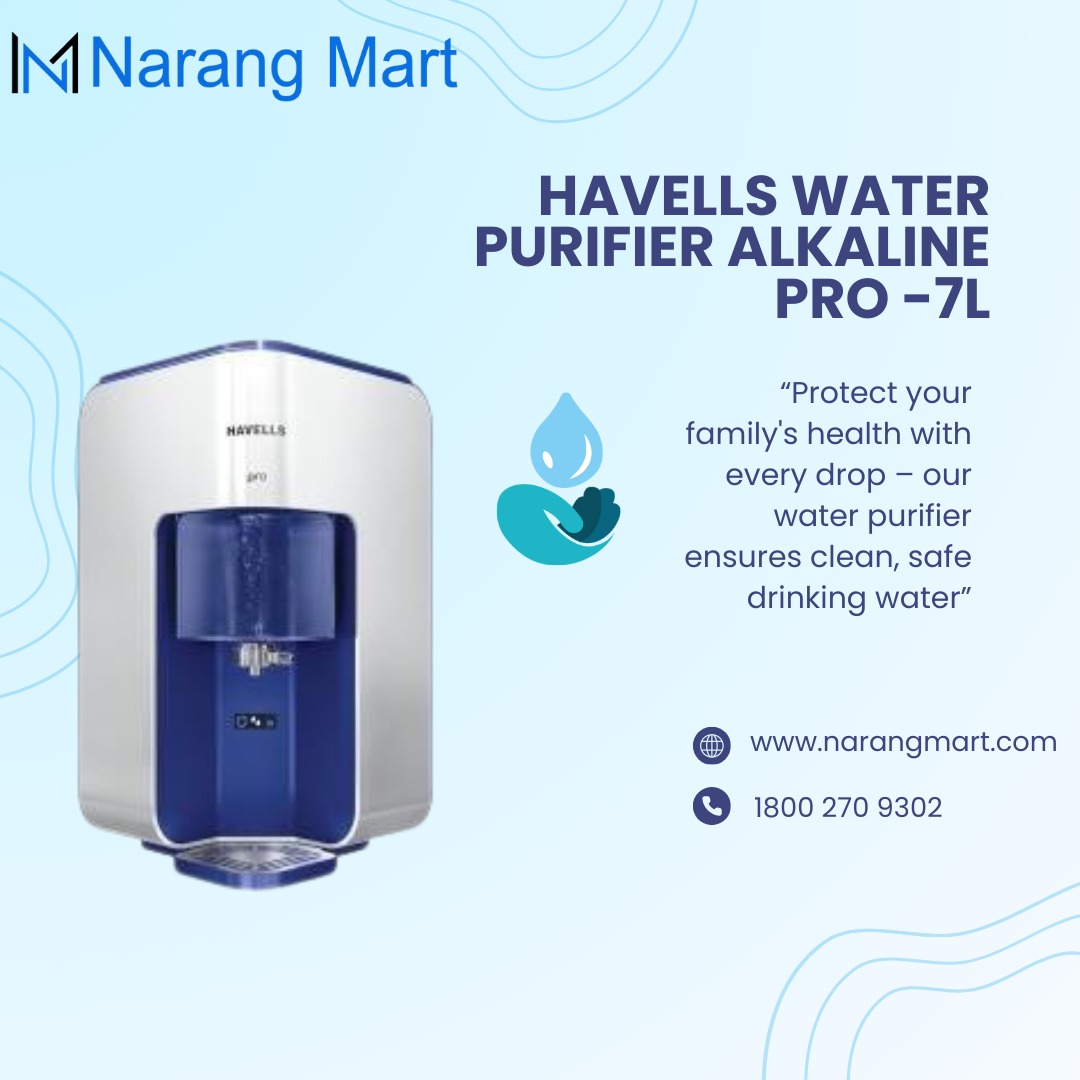 Narang Mart
HAVELLS WATER
PURIFIER ALKALINE
PRO –7L
HAVELLS
pro
“Protect your
family's health with
every drop – our
water purifier
ensures clean, safe
drinking water”
www.narangmart.com
1800 270 9302